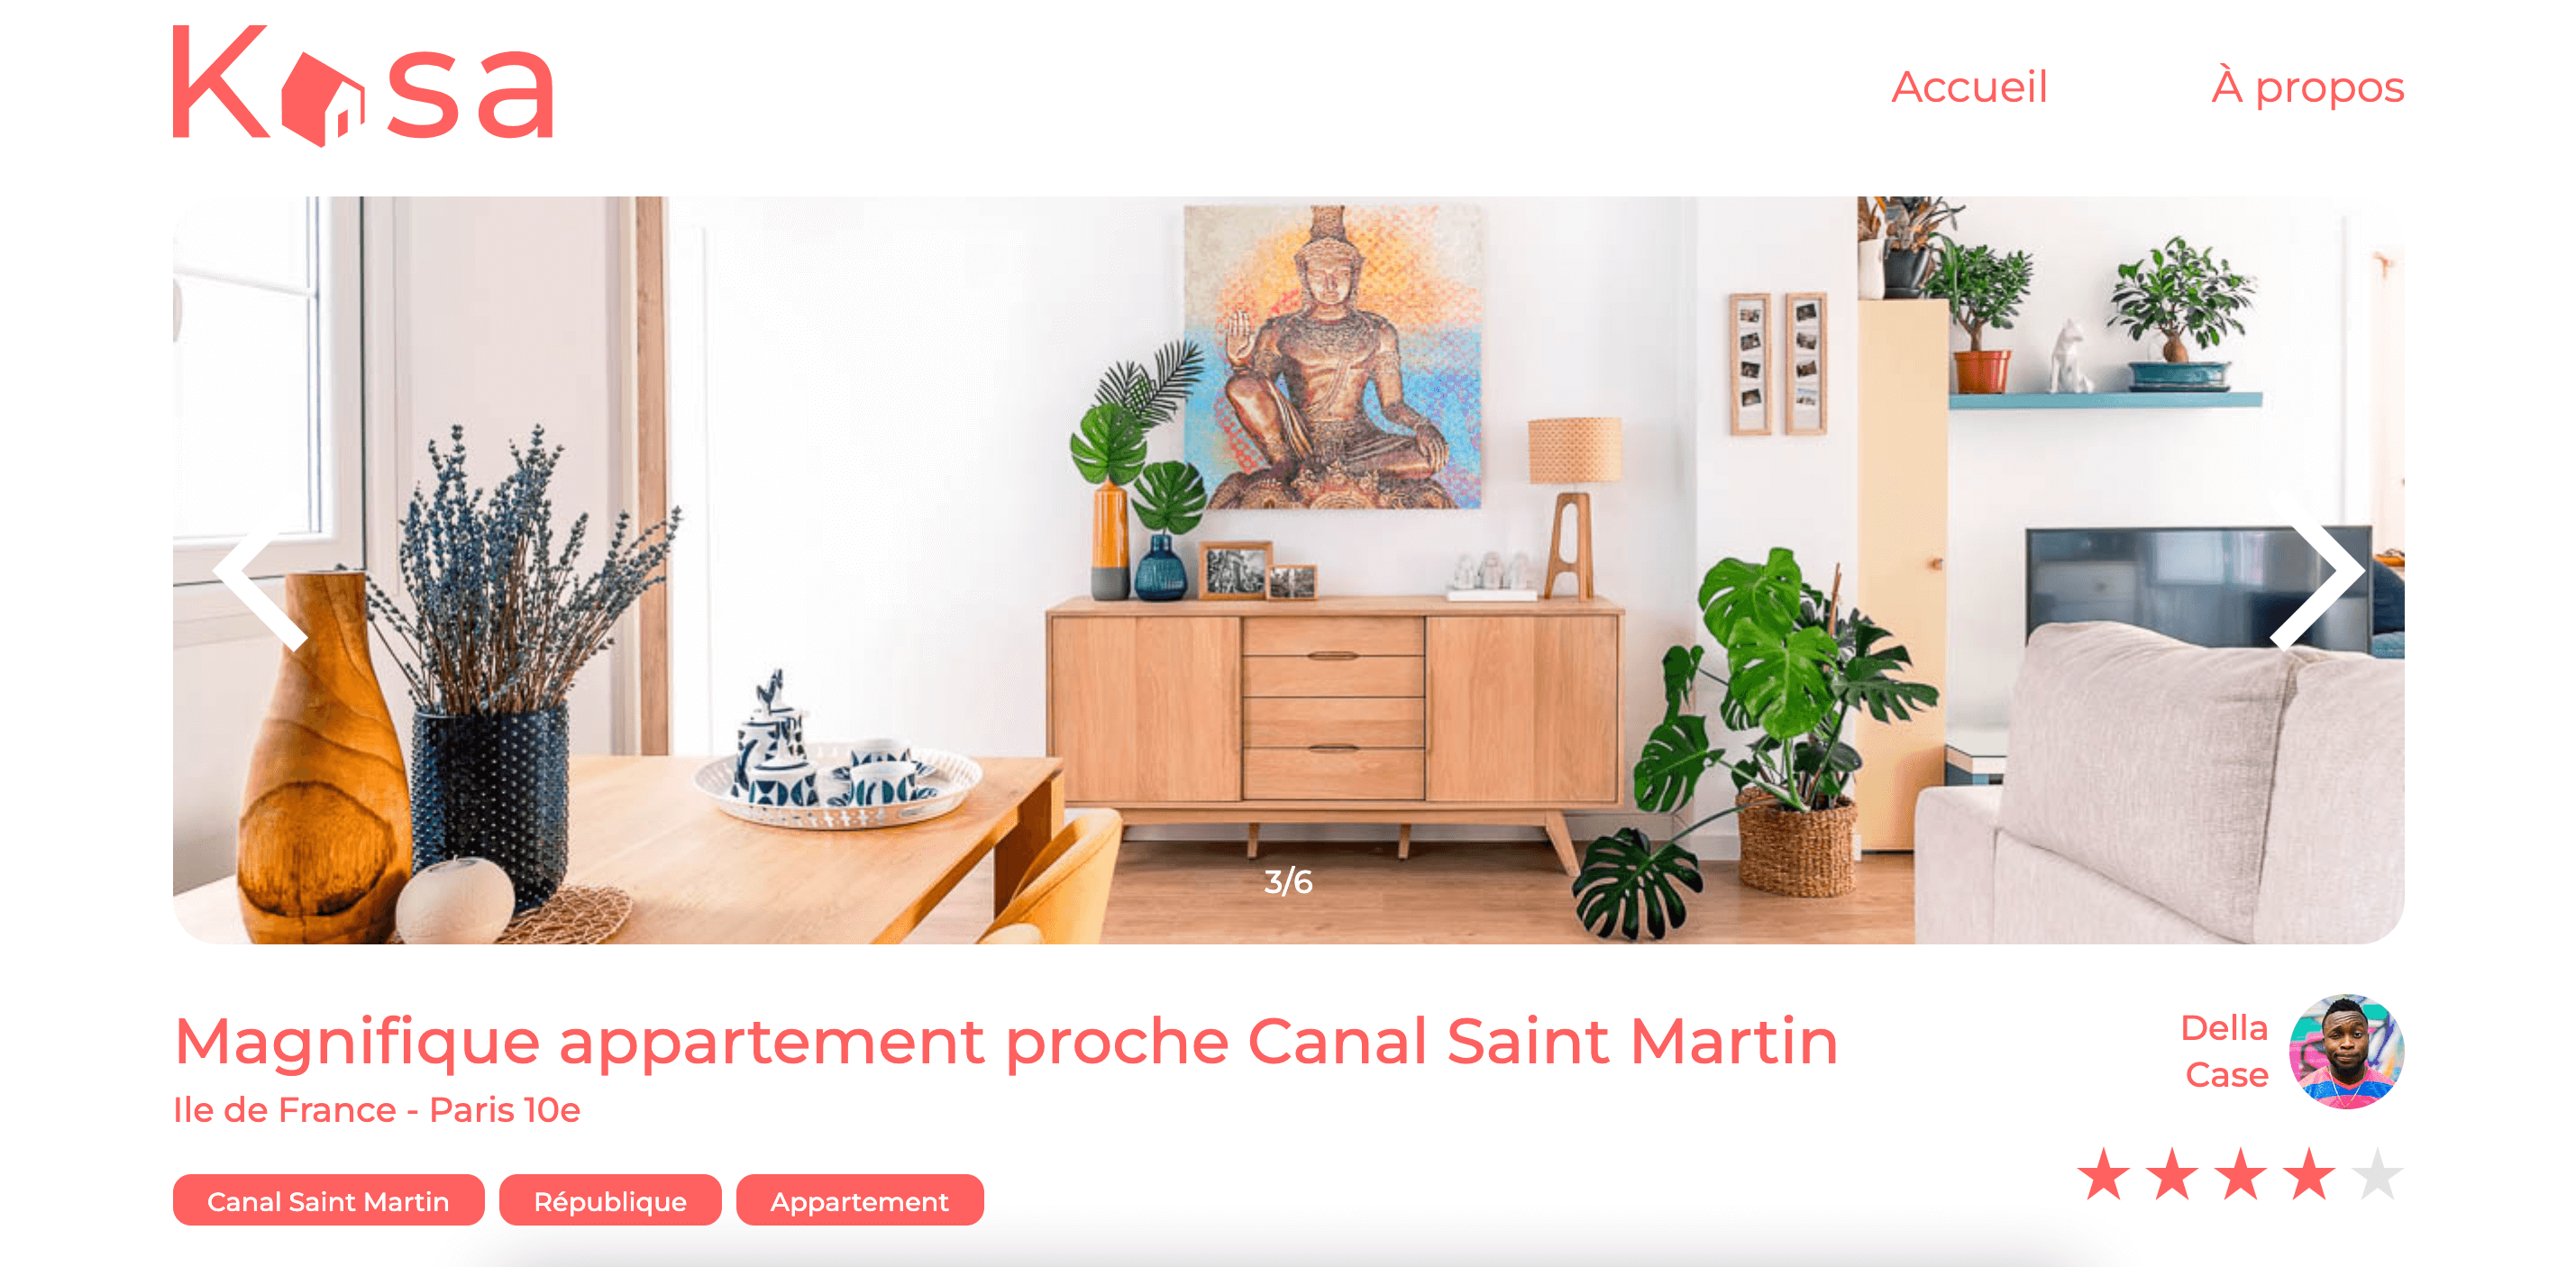 Kasa
Accueil
À propos
3/6
Magnifique appartement proche Canal Saint Martin
Ile de France - Paris 10e
Della
Case
Canal Saint Martin
République
Appartement